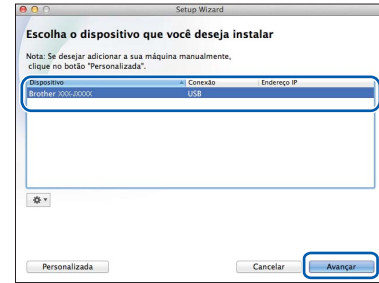 Setup Wizard
Escolha o dispositivo que você deseja instalar
Nota: Se desejar adicionar a sua máquina manualmente,
clique no botão "Personalizada".
Dispositivo Conexão Endereço IP
Brother XXX-XXXX USB
Personalizada Cancelar Avançar